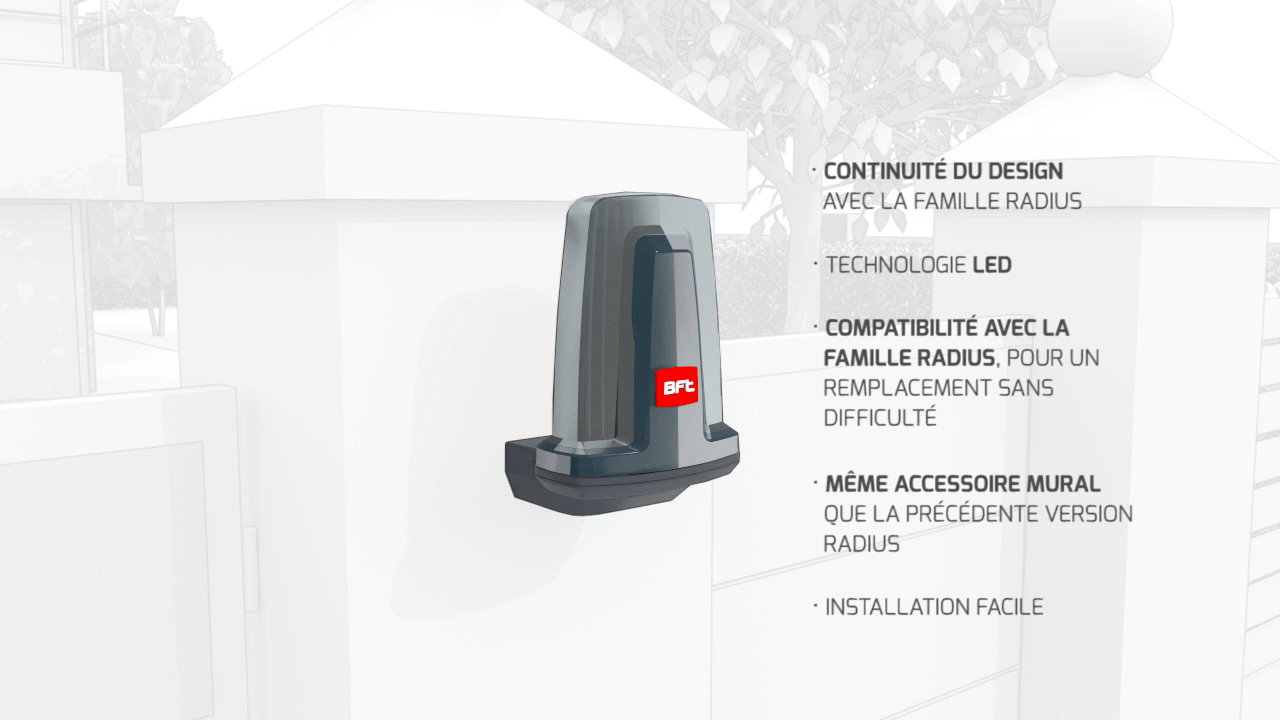 BFt
· CONTINUITÉ DU DESIGN
AVEC LA FAMILLE RADIUS
· TECHNOLOGIE LED
· COMPATIBILITÉ AVEC LA
FAMILLE RADIUS, POUR UN
REMPLACEMENT SANS
DIFFICULTÉ
· MÊME ACCESSOIRE MURAL
QUE LA PRÉCÉDENTE VERSION
RADIUS
· INSTALLATION FACILE